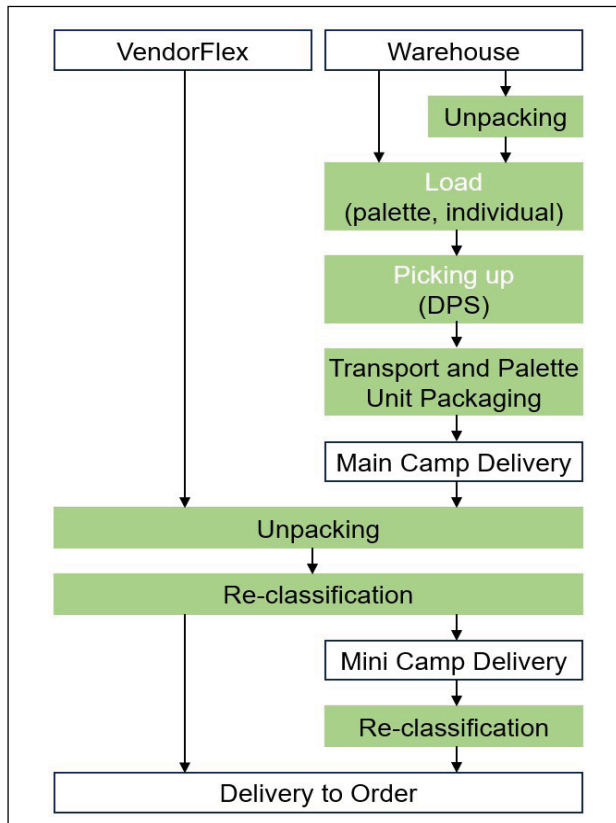 VendorFlex
Warehouse
Unpacking
Load
(palette, individual)
Picking up
(DPS)
Transport and Palette
Unit Packaging
Main Camp Delivery
Unpacking
Re-classification
Mini Camp Delivery
Re-classification
Delivery to Order